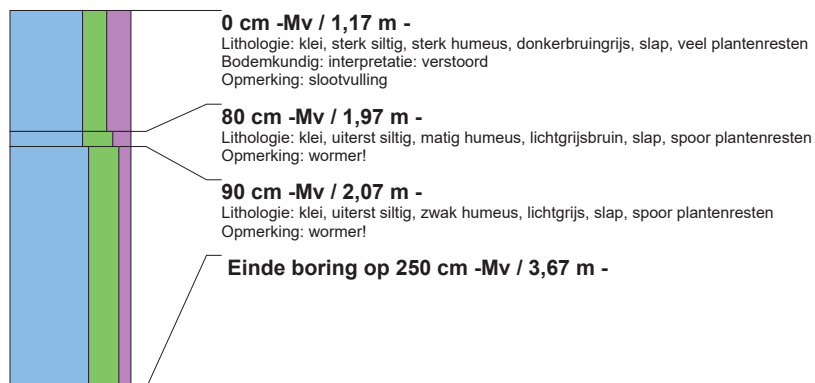 0 cm -Mv / 1,17 m -
Lithologie: klei, sterk siltig, sterk humeus, donkerbruingrijs, slap, veel plantenresten
Bodemkundig: interpretatie: verstoord
Opmerking: slootvulling
80 cm -Mv / 1,97 m -
Lithologie: klei, uiterst siltig, matig humeus, lichtgrijsbruin, slap, spoor plantenresten
Opmerking: wormer!
90 cm -Mv / 2,07 m -
Lithologie: klei, uiterst siltig, zwak humeus, lichtgrijs, slap, spoor plantenresten
Opmerking: wormer!
Einde boring op 250 cm -Mv / 3,67 m -